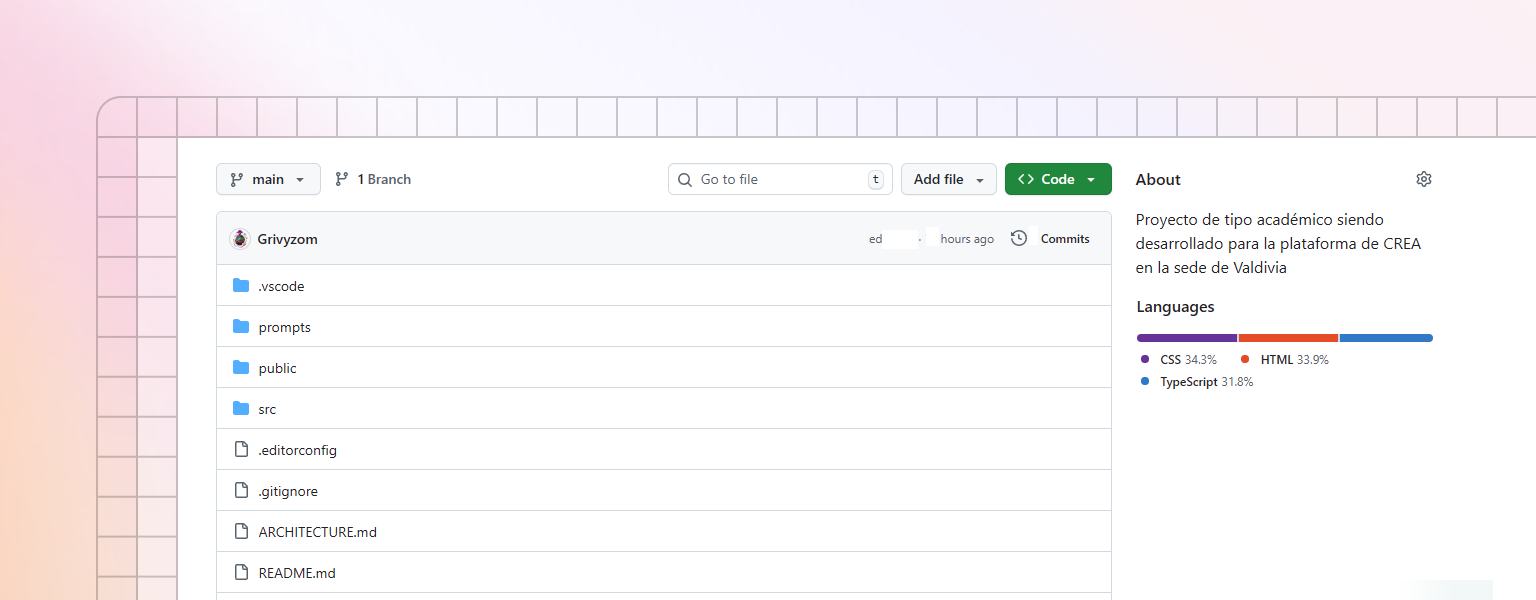 main
1 Branch
Go to file
t
Add file
Code
About
Grivyzom
ed · hours ago
Commits
Proyecto de tipo académico siendo
desarrollado para la plataforma de CREA
en la sede de Valdivia
.vscode
prompts
public
src
.editorconfig
.gitignore
ARCHITECTURE.md
README.md
Languages
CSS 34.3%
HTML 33.9%
TypeScript 31.8%